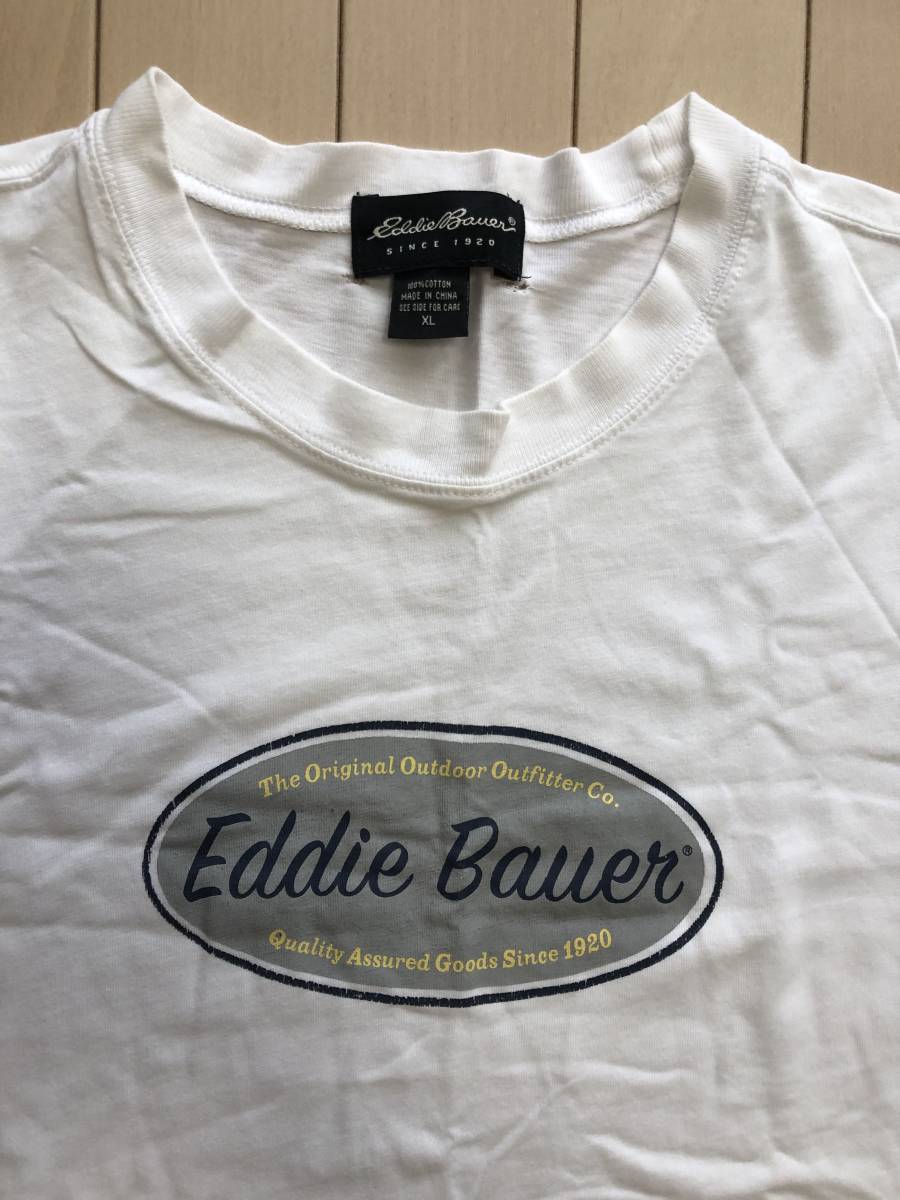 Eddie Bauer®
SINCE 1920
100% COTTON
MADE IN CHINA
SEE SIDE FOR CARE
XL
The Original Outdoor Outfitter Co.
Eddie Bauer®
Quality Assured Goods Since 1920